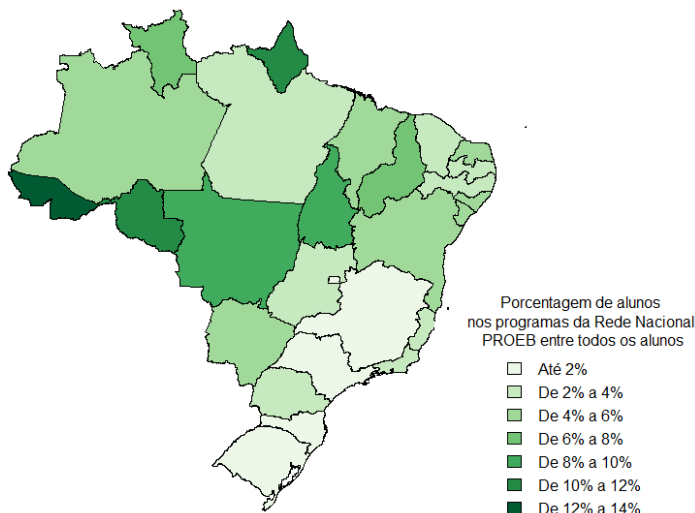 Porcentagem de alunos
nos programas da Rede Nacional
PROEB entre todos os alunos
Até 2%
De 2% a 4%
De 4% a 6%
De 6% a 8%
De 8% a 10%
De 10% a 12%
De 12% a 14%